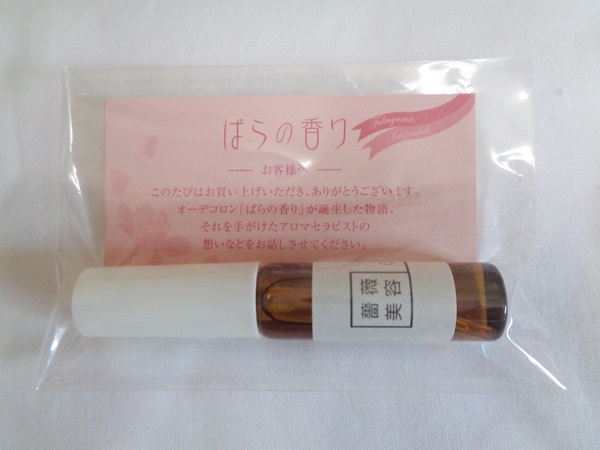 ばらの香り
お客様へ
このたびはお買い上げいただき、ありがとうございます。
オーデコロン「ばらの香り」が誕生した物語、
それを手がけたアロマセラピストの
想いなどをお話しさせてください。
薔薇
美容